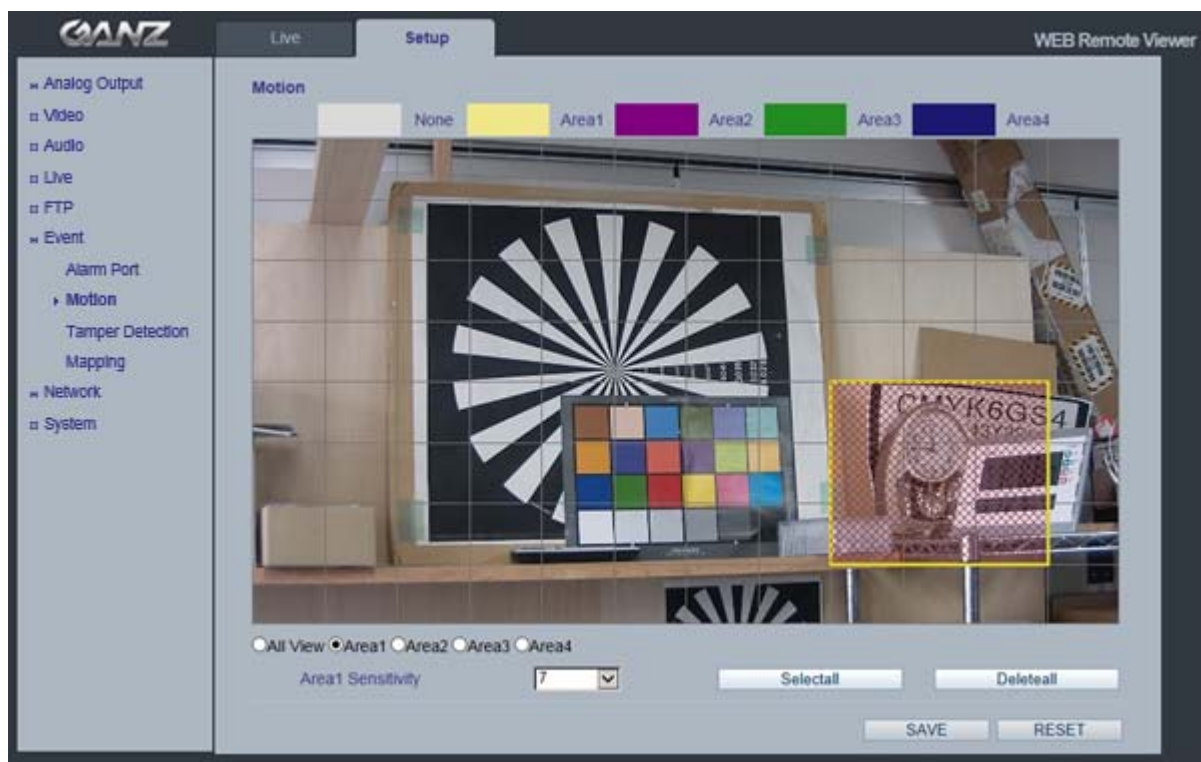 GANZ
Live
Setup
WEB Remote Viewer
Analog Output
Video
Audio
Live
FTP
Event
Alarm Port
Motion
Tamper Detection
Mapping
Network
System
Motion
None
Area1
Area2
Area3
Area4
CMYK6GS4
All View
Area1
Area2
Area3
Area4
Area1 Sensitivity
7
Selectall
Deleteall
SAVE
RESET